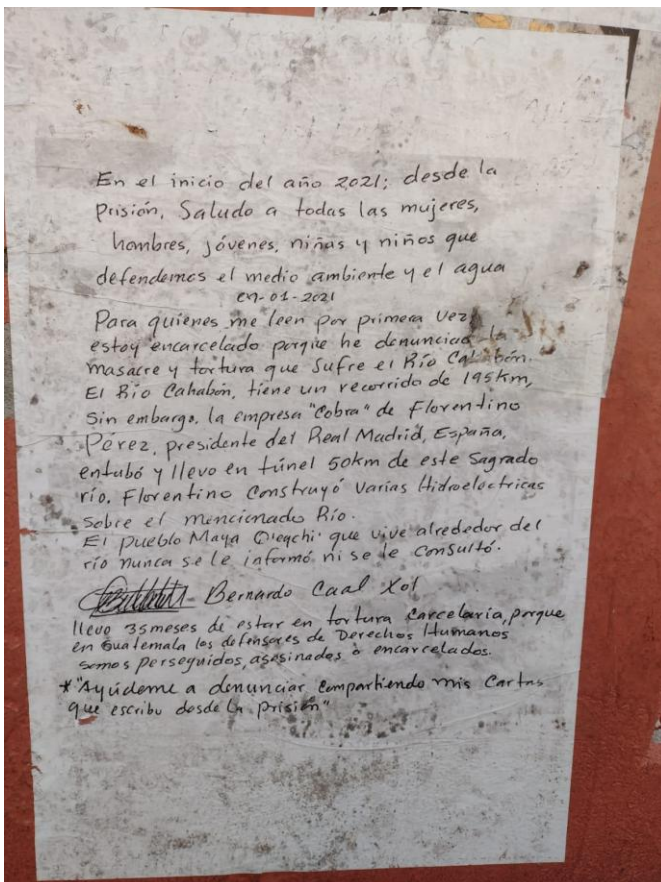 En el inicio del año 2021; desde la
prisión, Saludo a todas las mujeres,
hombres, jóvenes, niñas y niños que
defendemos el medio ambiente y el agua
en-01-2021
Para quienes me leen por primera vez,
estoy encarcelado porque he denunciado la
masacre y tortura que sufre el Río Cahabón.
El Río Cahabón, tiene un recorrido de 195km,
Sin embargo, la empresa "Cobra" de Florentino
Pérez, presidente del Real Madrid, España,
entubó y llevo en túnel 50km de este Sagrado
río, Florentino Construyó varias Hidroeléctricas
sobre el mencionado Río.
El pueblo Maya Q'eqchi' que vive alrededor del
río nunca se le informó ni se le consultó.
Bernardo Caal Xol
llevo 35 meses de estar en tortura Carcelaria, porque
en Guatemala los defensores de Derechos Humanos
somos perseguidos, asesinados o encarcelados.
*"Ayúdeme a denunciar compartiendo mis Cartas
que escribo desde la prisión"